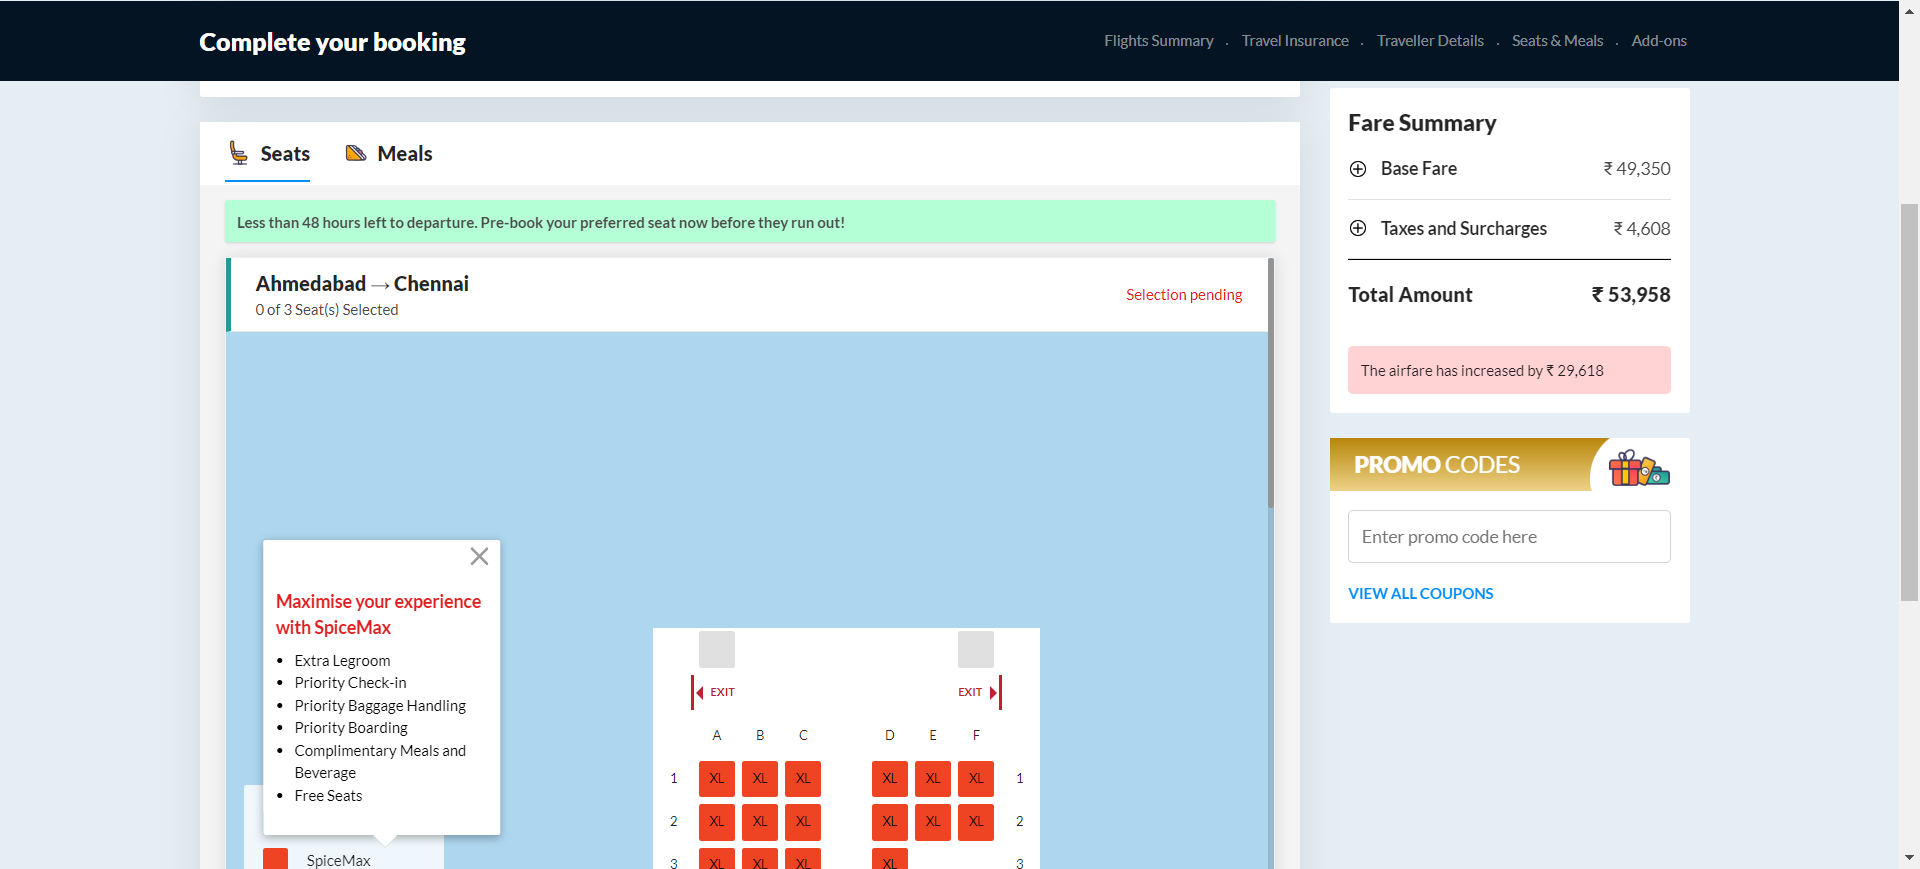 Complete your booking
Flights Summary . Travel Insurance . Traveller Details . Seats & Meals . Add-ons
Seats Meals
Less than 48 hours left to departure. Pre-book your preferred seat now before they run out!
Ahmedabad → Chennai
0 of 3 Seat(s) Selected
Selection pending
Maximise your experience
with SpiceMax
• Extra Legroom
• Priority Check-in
• Priority Baggage Handling
• Priority Boarding
• Complimentary Meals and
Beverage
• Free Seats
SpiceMax
EXIT EXIT
A B C D E F
1 XL XL XL XL XL XL 1
2 XL XL XL XL XL XL 2
3 XL XL XL XL 3
Fare Summary
Base Fare ₹ 49,350
Taxes and Surcharges ₹ 4,608
Total Amount ₹ 53,958
The airfare has increased by ₹ 29,618
PROMO CODES
Enter promo code here
VIEW ALL COUPONS